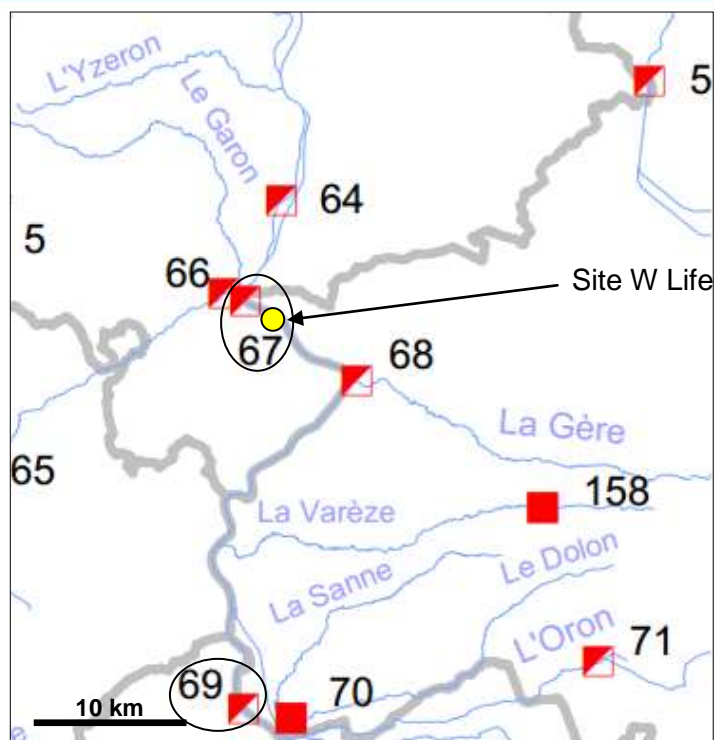 L'Yzeron
Le Garon
5
64
5
66
Site W Life
67
68
La Gère
65
158
La Varèze
Le Dolon
La Sanne
L'Oron
71
69
70
10 km
e